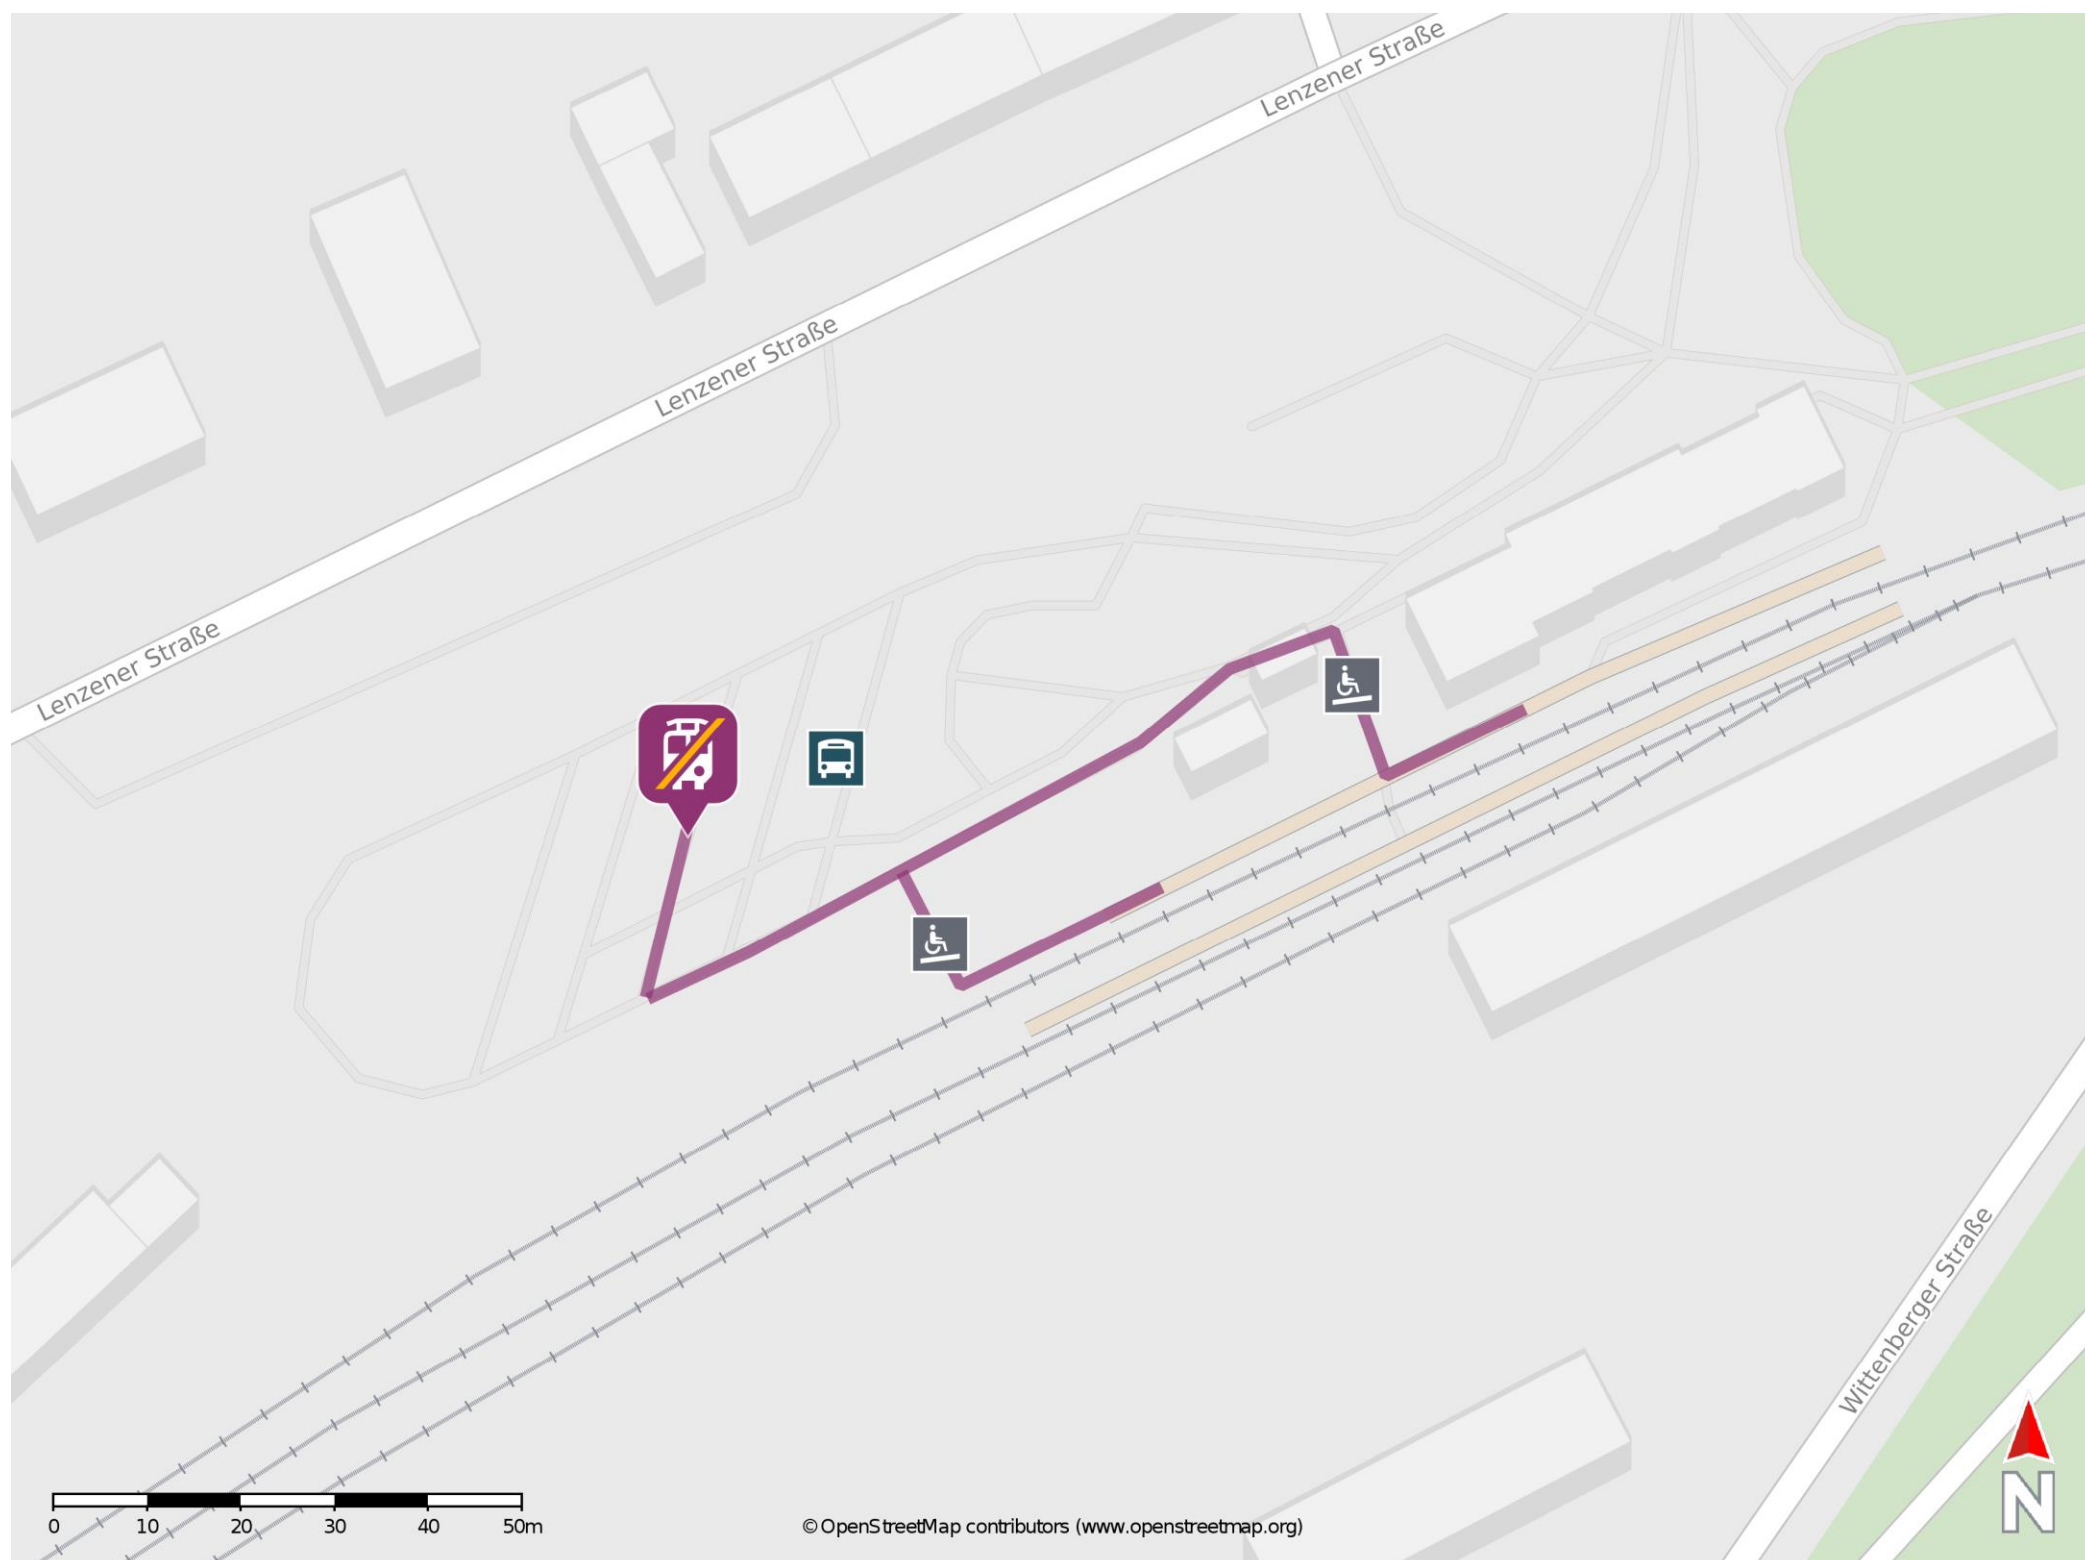 Lenzener Straße
Lenzener Straße
Lenzener Straße
Wittenberger Straße
N
0 10 20 30 40 50m
© OpenStreetMap contributors (www.openstreetmap.org)